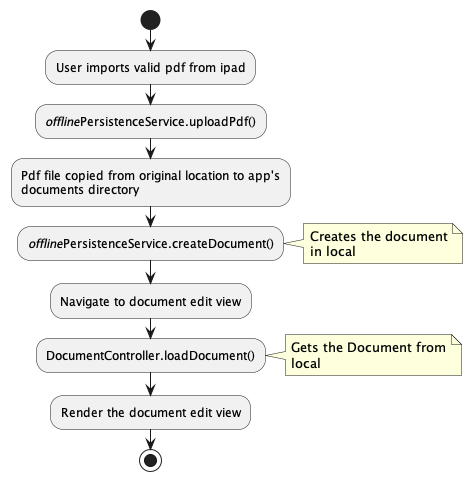 User imports valid pdf from ipad
offlinePersistenceService.uploadPdf()
Pdf file copied from original location to app's
documents directory
offlinePersistenceService.createDocument()
Creates the document
in local
Navigate to document edit view
DocumentController.loadDocument()
Gets the Document from
local
Render the document edit view